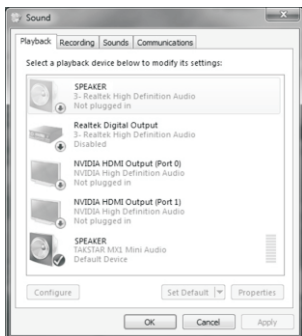 Sound
Playback Recording Sounds Communications
Select a playback device below to modify its settings:
SPEAKER
3- Realtek High Definition Audio
Not plugged in
Realtek Digital Output
3- Realtek High Definition Audio
Disabled
NVIDIA HDMI Output (Port 0)
NVIDIA High Definition Audio
Not plugged in
NVIDIA HDMI Output (Port 1)
NVIDIA High Definition Audio
Not plugged in
SPEAKER
TAKSTAR MX1 Mini Audio
Default Device
Configure Set Default Properties
OK Cancel Apply